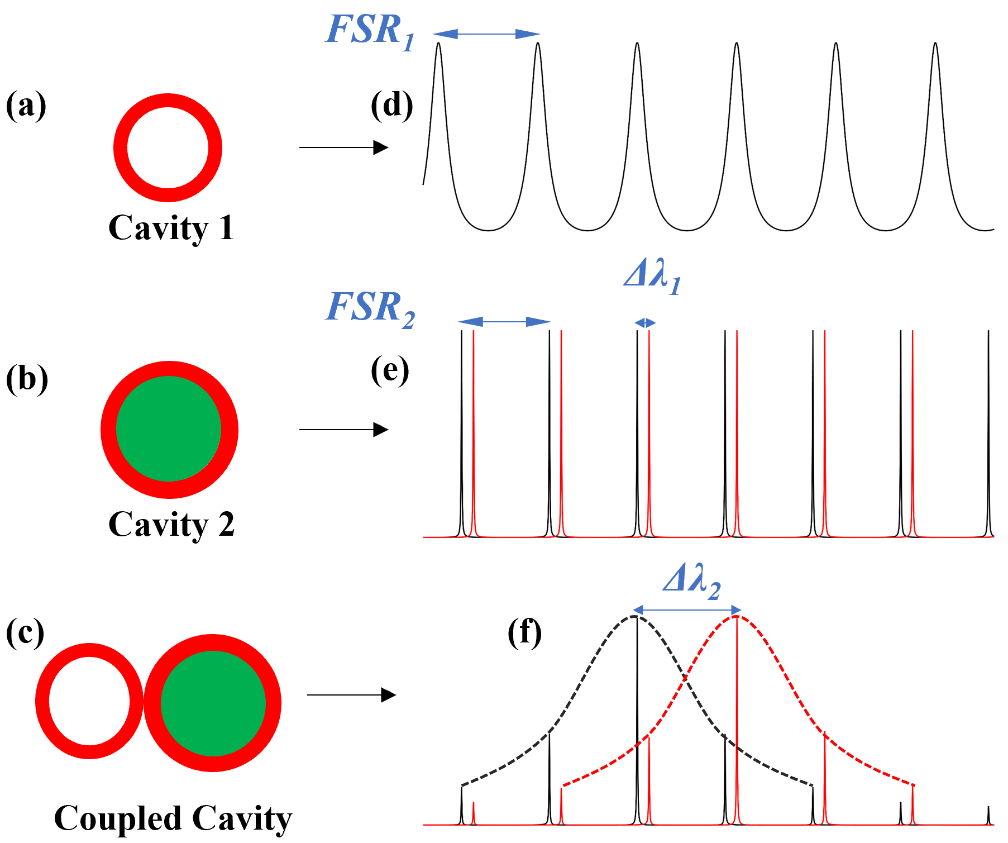 FSR₁
(a)
(d)
Cavity 1
Δλ₁
FSR₂
(b)
(e)
Cavity 2
Δλ₂
(c)
(f)
Coupled Cavity